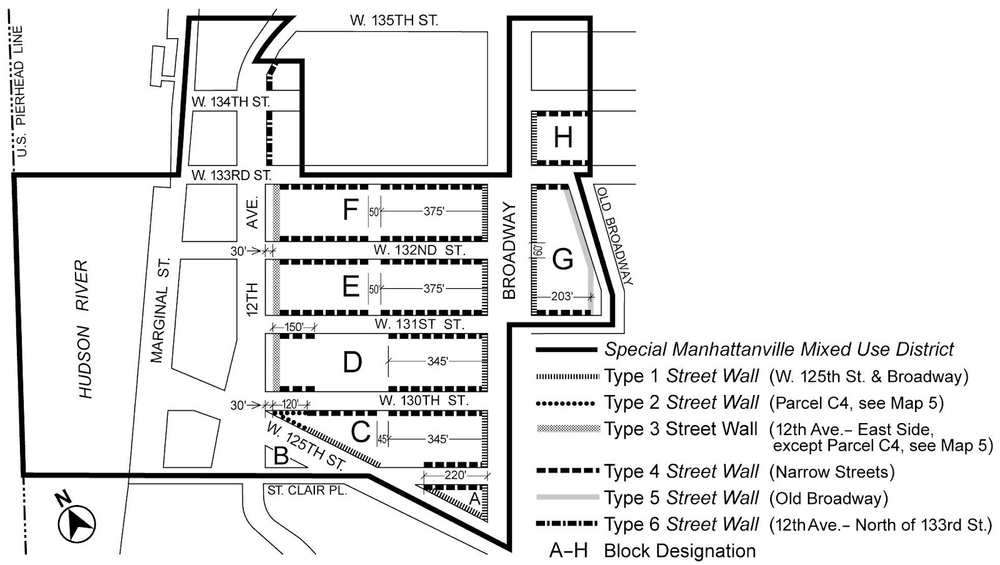 W. 135TH ST.
U.S. PIERHEAD LINE
W. 134TH ST.
H
W. 133RD ST.
F
50'
375'
12TH AVE.
BROADWAY
OLD BROADWAY
30'
W. 132ND ST.
60'
G
E
50'
375'
203'
HUDSON RIVER
MARGINAL ST.
150'
W. 131ST ST.
D
345'
30'
120'
W. 130TH ST.
C
45'
345'
W. 125TH ST.
B
220'
A
ST. CLAIR PL.
N
Special Manhattanville Mixed Use District
Type 1 Street Wall (W. 125th St. & Broadway)
Type 2 Street Wall (Parcel C4, see Map 5)
Type 3 Street Wall (12th Ave.– East Side,
except Parcel C4, see Map 5)
Type 4 Street Wall (Narrow Streets)
Type 5 Street Wall (Old Broadway)
Type 6 Street Wall (12th Ave.– North of 133rd St.)
A–H Block Designation